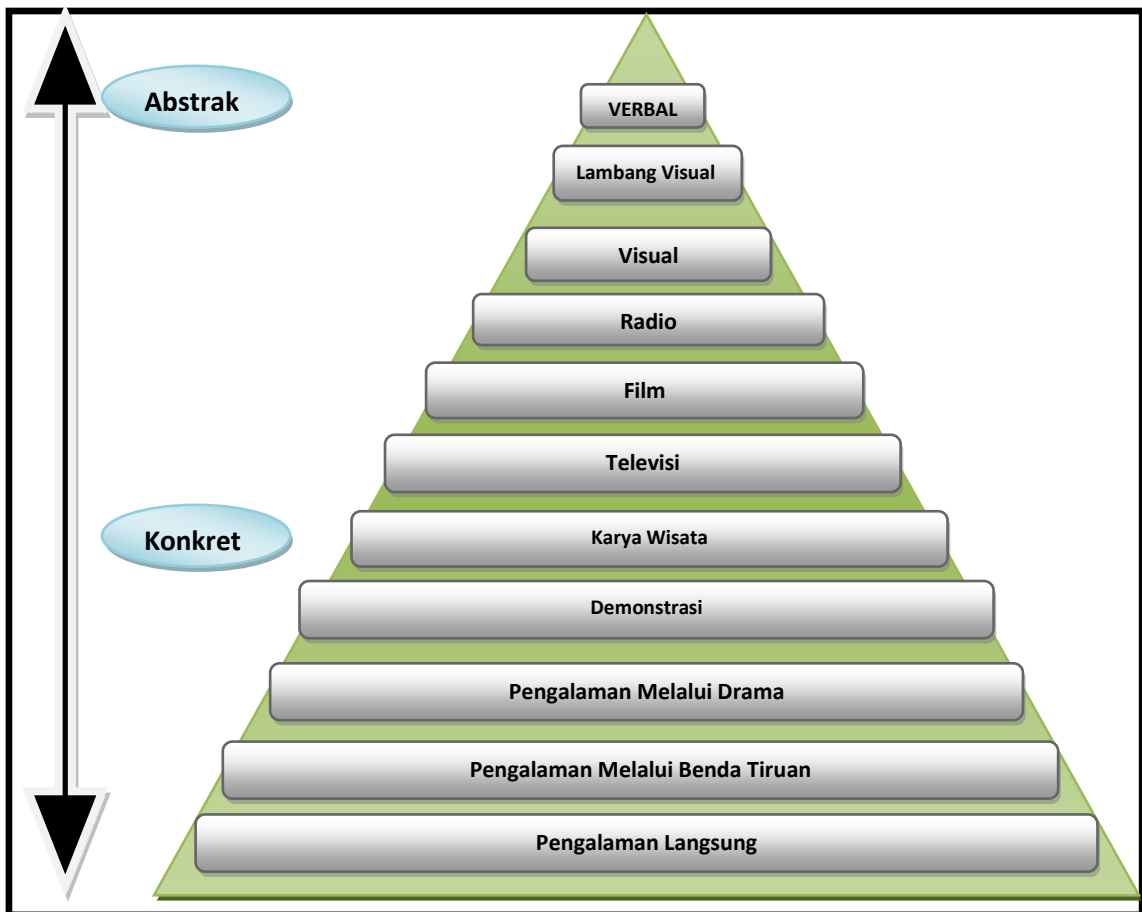 Abstrak
VERBAL
Lambang Visual
Visual
Radio
Film
Televisi
Karya Wisata
Konkret
Demonstrasi
Pengalaman Melalui Drama
Pengalaman Melalui Benda Tiruan
Pengalaman Langsung